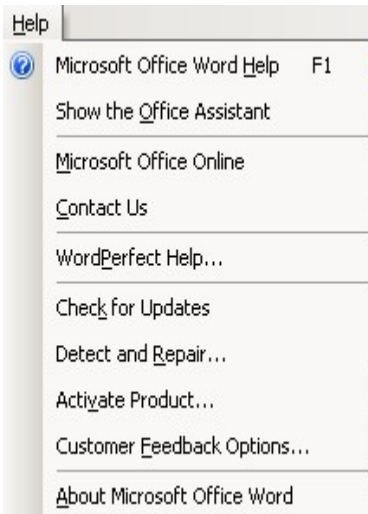 Help
Microsoft Office Word Help F1
Show the Office Assistant
Microsoft Office Online
Contact Us
WordPerfect Help...
Check for Updates
Detect and Repair...
Activate Product...
Customer Feedback Options...
About Microsoft Office Word